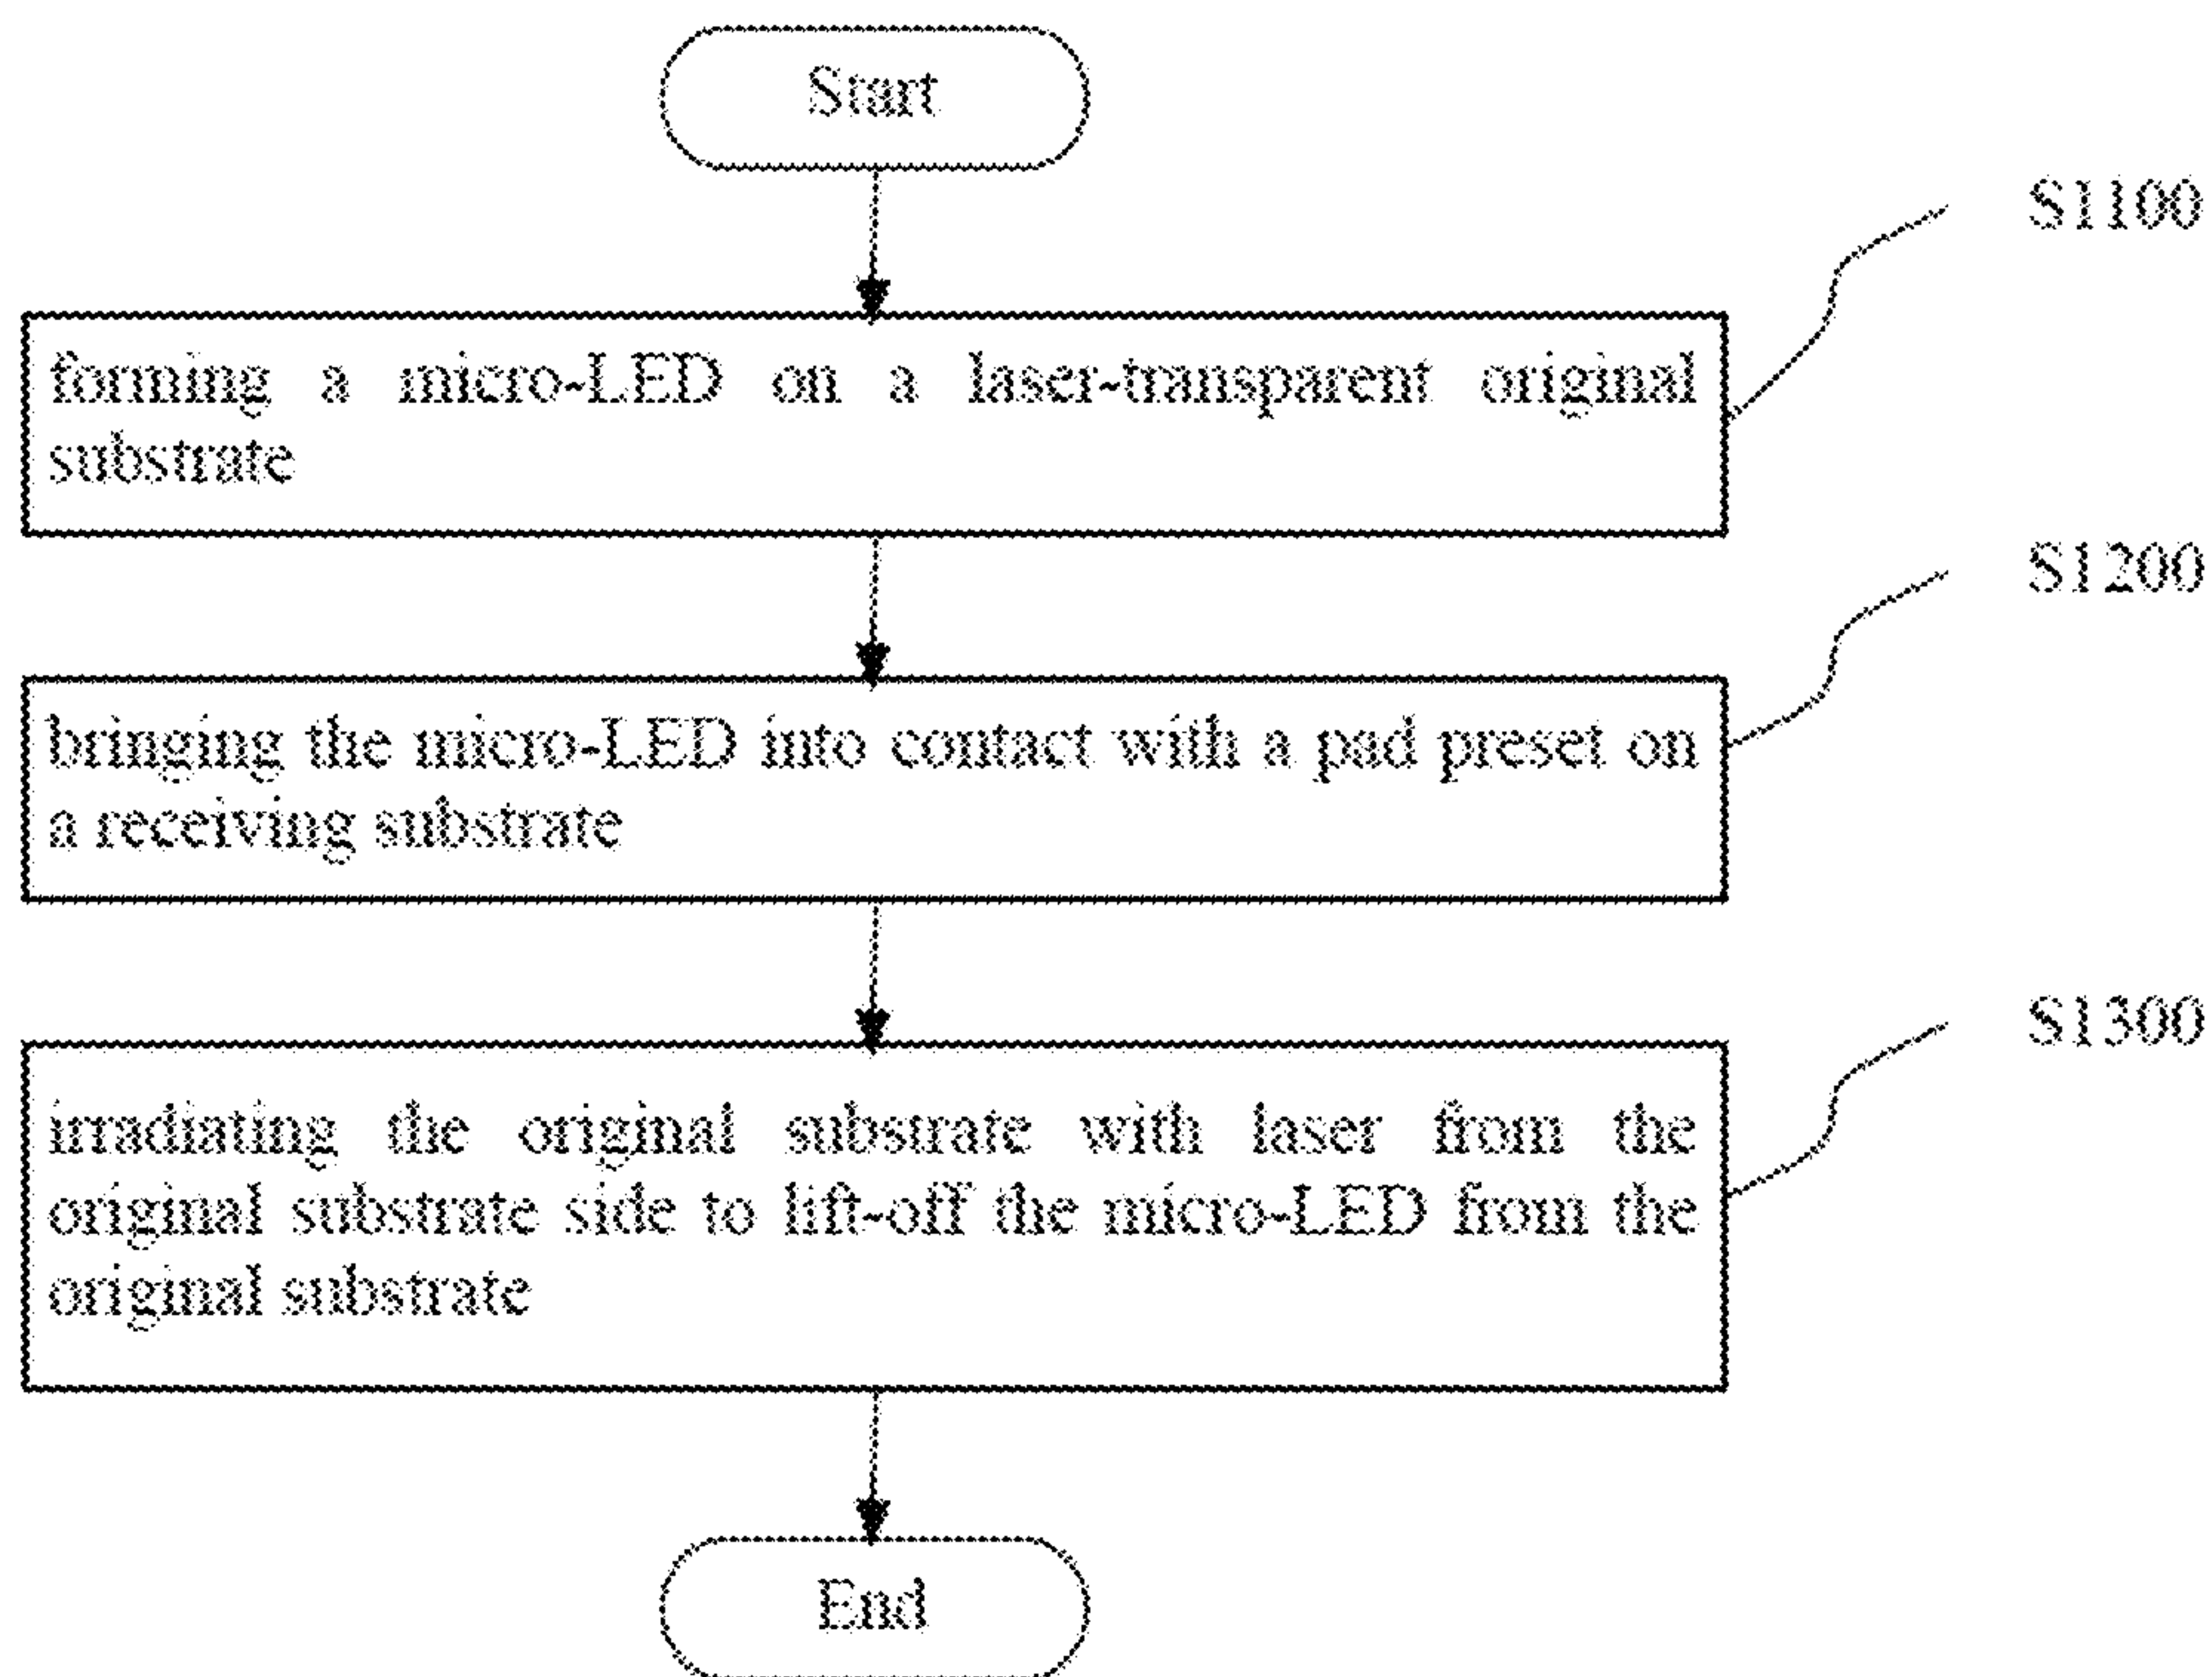 Start
S1100
forming a micro-LED on a laser-transparent original
substrate
S1200
bringing the micro-LED into contact with a pad preset on
a receiving substrate
S1300
irradiating the original substrate with laser from the
original substrate side to lift-off the micro-LED from the
original substrate
End